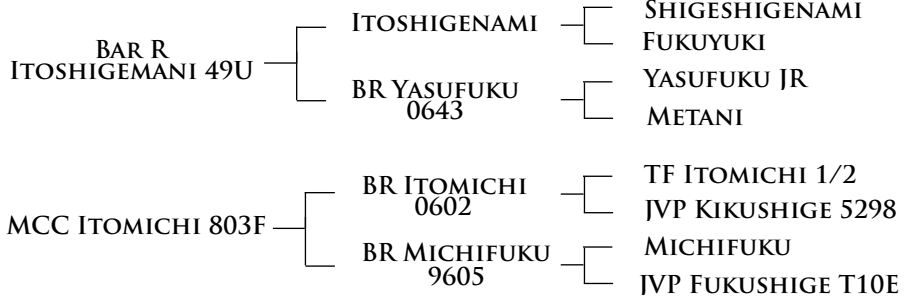 Bar R
Itoshigemani 49U
Itoshigenami
Shigeshigenami
Fukuyuki
BR Yasufuku
0643
Yasufuku JR
Metani
MCC Itomichi 803F
BR Itomichi
0602
TF Itomichi 1/2
JVP Kikushige 5298
BR Michifuku
9605
Michifuku
JVP Fukushige T10E